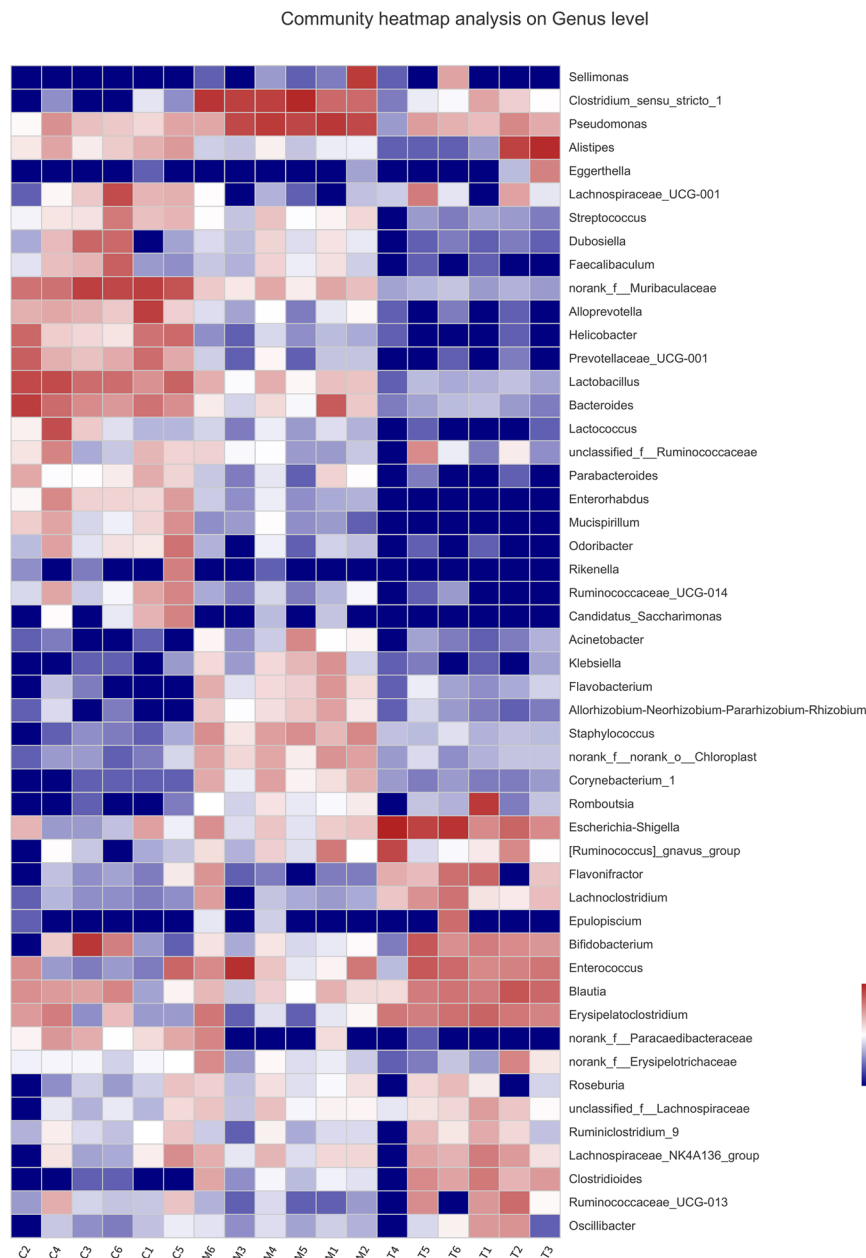 Community heatmap analysis on Genus level
Sellimonas
Clostridium_sensu_stricto_1
Pseudomonas
Alistipes
Eggerthella
Lachnospiraceae_UCG-001
Streptococcus
Dubosiella
Faecalibaculum
norank_f__Muribaculaceae
Alloprevotella
Helicobacter
Prevotellaceae_UCG-001
Lactobacillus
Bacteroides
Lactococcus
unclassified_f__Ruminococcaceae
Parabacteroides
Enterorhabdus
Mucispirillum
Odoribacter
Rikenella
Ruminococcaceae_UCG-014
Candidatus_Saccharimonas
Acinetobacter
Klebsiella
Flavobacterium
Allorhizobium-Neorhizobium-Pararhizobium-Rhizobium
Staphylococcus
norank_f__norank_o__Chloroplast
Corynebacterium_1
Romboutsia
Escherichia-Shigella
[Ruminococcus]_gnavus_group
Flavonifractor
Lachnoclostridium
Epulopiscium
Bifidobacterium
Enterococcus
Blautia
Erysipelatoclostridium
norank_f__Paracaedibacteraceae
norank_f__Erysipelotrichaceae
Roseburia
unclassified_f__Lachnospiraceae
Ruminiclostridium_9
Lachnospiraceae_NK4A136_group
Clostridioides
Ruminococcaceae_UCG-013
Oscillibacter
C2 C4 C3 C6 C1 C5 M6 M3 M4 M5 M1 M2 T4 T5 T6 T1 T2 T3